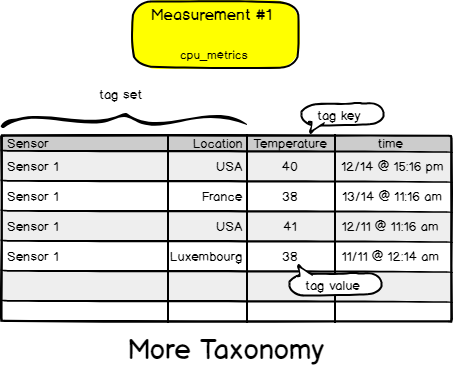 Measurement #1
cpu_metrics
tag set
tag key
Sensor Location Temperature time
Sensor 1 USA 40 12/14 @ 15:16 pm
Sensor 1 France 38 13/14 @ 11:16 am
Sensor 1 USA 41 12/11 @ 11:16 am
Sensor 1 Luxembourg 38 11/11 @ 12:14 am
tag value
More Taxonomy